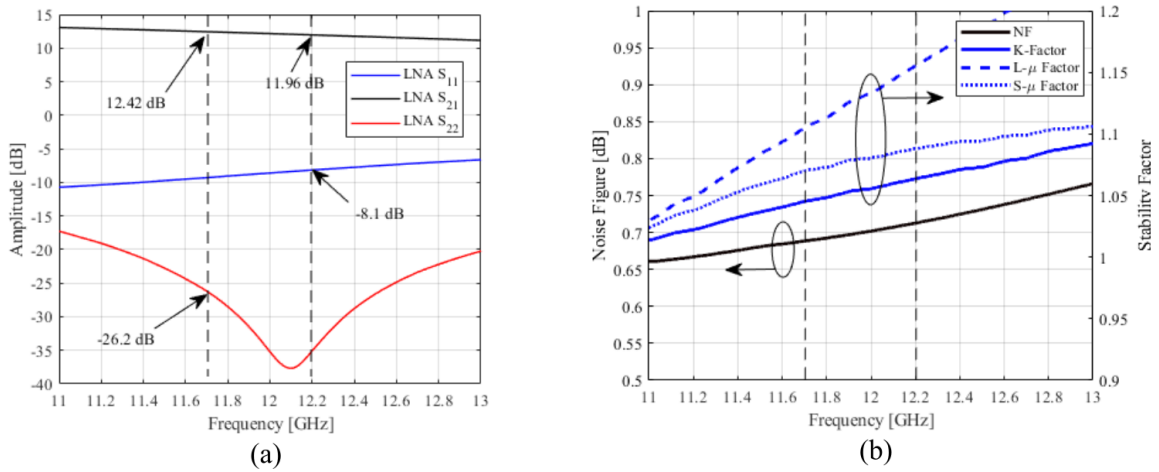 15
10
5
0
-5
-10
-15
-20
-25
-30
-35
-40
Amplitude [dB]
12.42 dB
11.96 dB
-8.1 dB
-26.2 dB
LNA S11
LNA S21
LNA S22
11 11.2 11.4 11.6 11.8 12 12.2 12.4 12.6 12.8 13
Frequency [GHz]
(a)
1
0.95
0.9
0.85
0.8
0.75
0.7
0.65
0.6
0.55
0.5
Noise Figure [dB]
NF
K-Factor
L-μ Factor
S-μ Factor
1.2
1.15
1.1
1.05
1
0.95
0.9
Stability Factor
11 11.2 11.4 11.6 11.8 12 12.2 12.4 12.6 12.8 13
Frequency [GHz]
(b)